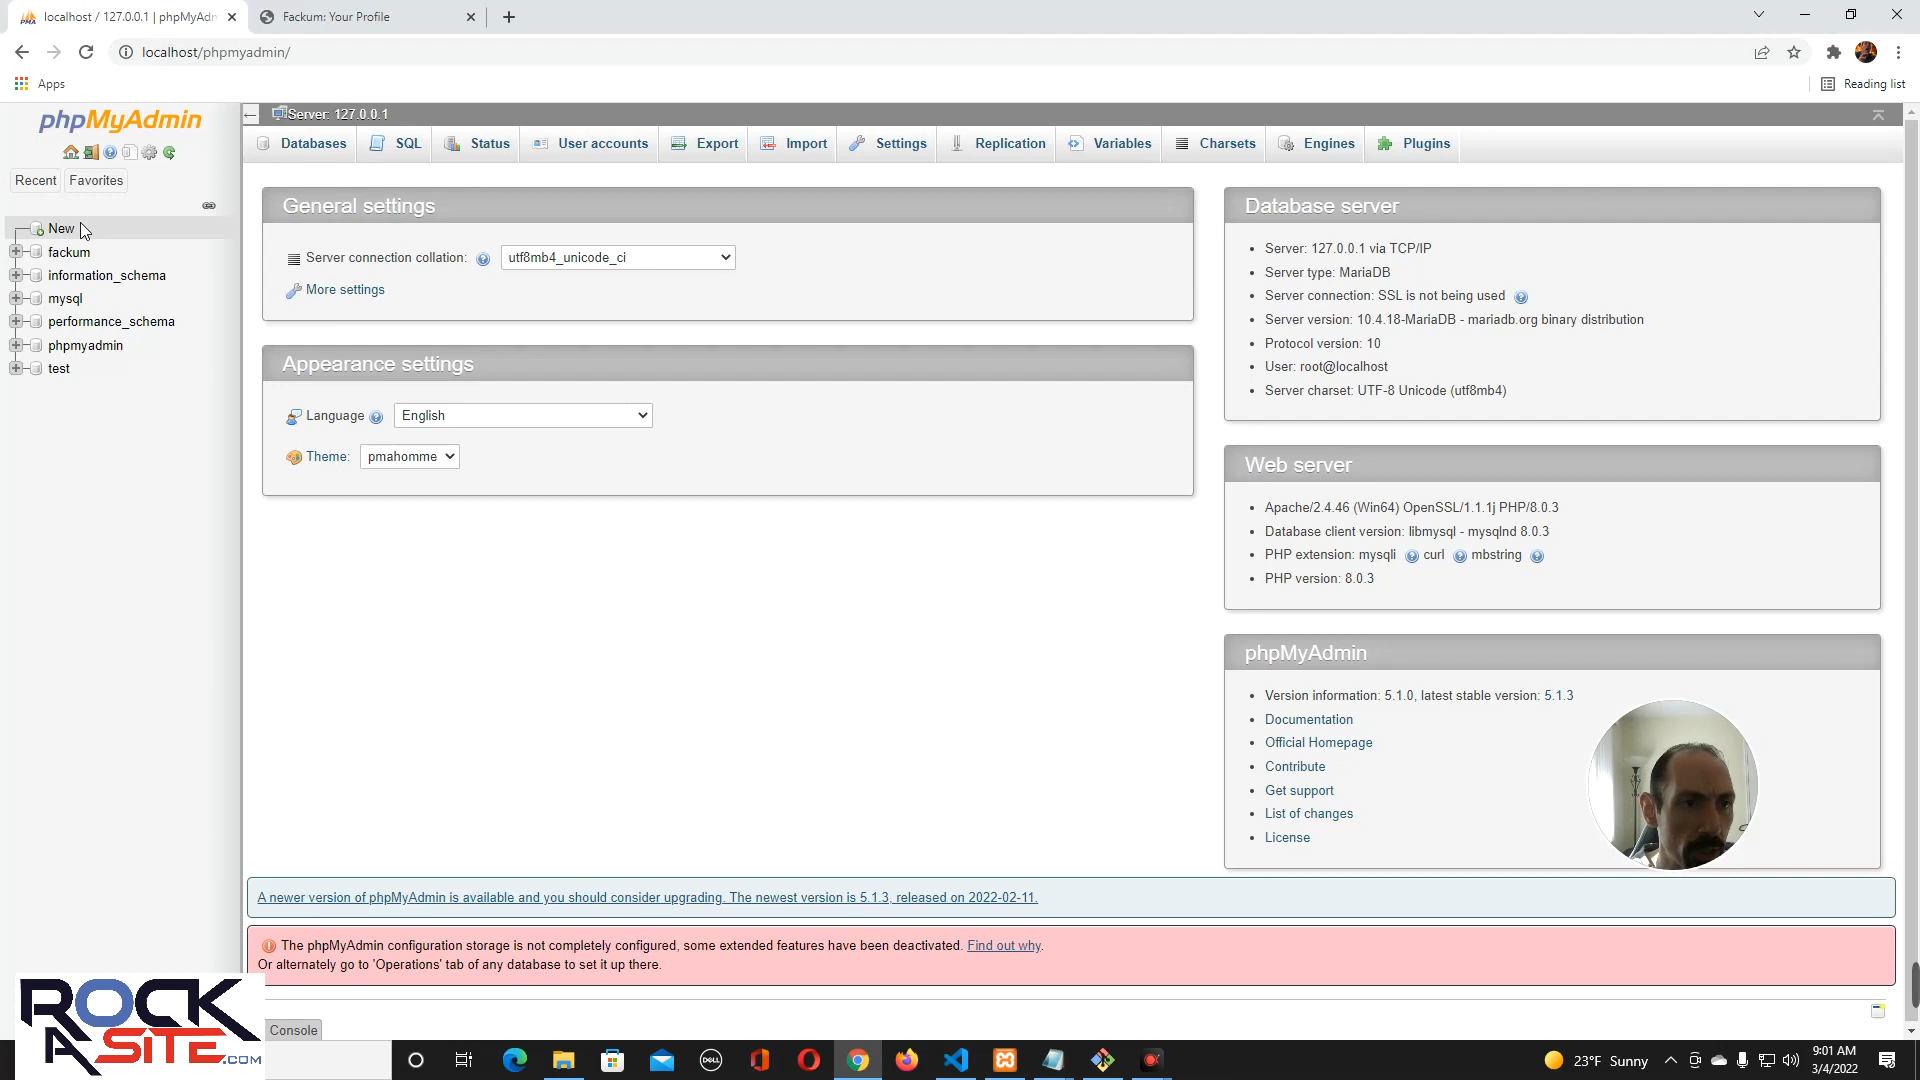 localhost / 127.0.0.1 | phpMyAdm
Fackum: Your Profile
localhost/phpmyadmin/
Apps
Reading list
phpMyAdmin
Recent
Favorites
New
fackum
information_schema
mysql
performance_schema
phpmyadmin
test
Server: 127.0.0.1
Databases
SQL
Status
User accounts
Export
Import
Settings
Replication
Variables
Charsets
Engines
Plugins
General settings
Server connection collation:
utf8mb4_unicode_ci
More settings
Appearance settings
Language
English
Theme:
pmahomme
Database server
Server: 127.0.0.1 via TCP/IP
Server type: MariaDB
Server connection: SSL is not being used
Server version: 10.4.18-MariaDB - mariadb.org binary distribution
Protocol version: 10
User: root@localhost
Server charset: UTF-8 Unicode (utf8mb4)
Web server
Apache/2.4.46 (Win64) OpenSSL/1.1.1j PHP/8.0.3
Database client version: libmysql - mysqlnd 8.0.3
PHP extension: mysqli curl mbstring
PHP version: 8.0.3
phpMyAdmin
Version information: 5.1.0, latest stable version: 5.1.3
Documentation
Official Homepage
Contribute
Get support
List of changes
License
A newer version of phpMyAdmin is available and you should consider upgrading. The newest version is 5.1.3, released on 2022-02-11.
The phpMyAdmin configuration storage is not completely configured, some extended features have been deactivated. Find out why.
Or alternately go to 'Operations' tab of any database to set it up there.
Console
ROCK
A SITE.COM
DELL
23°F Sunny
9:01 AM
3/4/2022